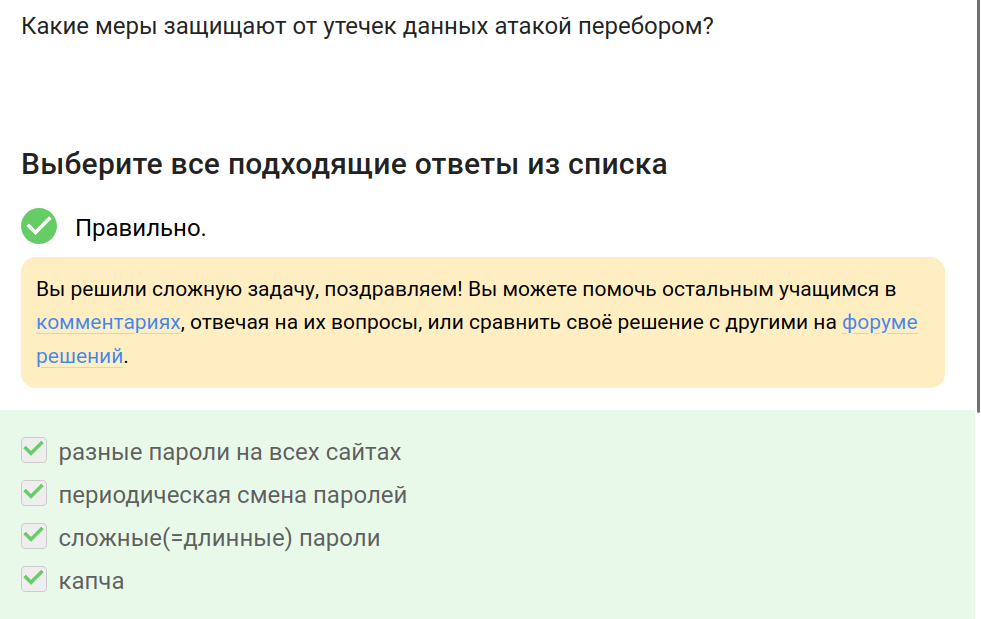 Какие меры защищают от утечек данных атакой перебором?
Выберите все подходящие ответы из списка
Правильно.
Вы решили сложную задачу, поздравляем! Вы можете помочь остальным учащимся в
комментариях, отвечая на их вопросы, или сравнить своё решение с другими на форуме
решений.
разные пароли на всех сайтах
периодическая смена паролей
сложные(=длинные) пароли
капча